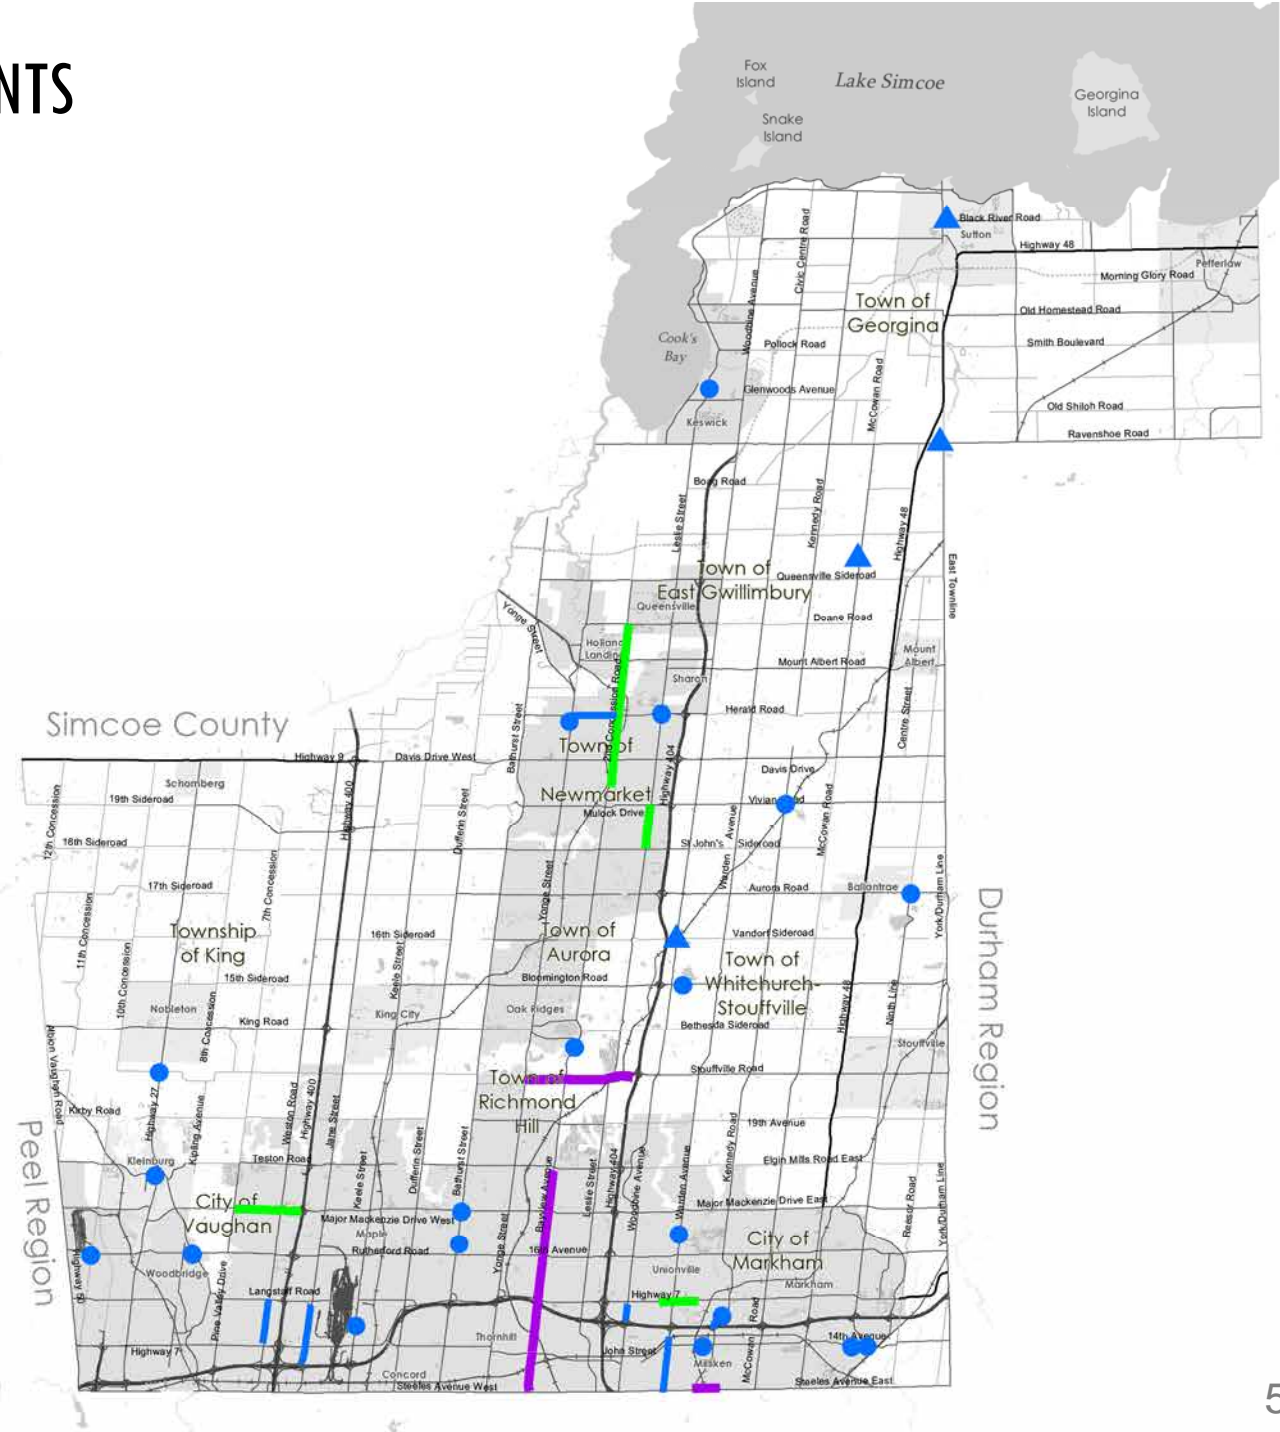 NTS
Fox
Island
Lake Simcoe
Georgina
Island
Snake
Island
Black River Road
Sutton
Highway 48
Civic Centre Road
Pefferlaw
Morning Glory Road
Woodbine Avenue
Town of
Georgina
Old Homestead Road
Cook's
Bay
Pollock Road
Smith Boulevard
McCowan Road
Glenwoods Avenue
Old Shiloh Road
Keswick
Ravenshoe Road
Boag Road
Leslie Street
Kennedy Road
Highway 48
East Townline
Town of
East Gwillimbury
Queensville Sideroad
Queensville
Yonge Street
Doane Road
Holland
Landing
Mount
Albert
Mount Albert Road
2nd Concession Road
Sharon
Centre Street
Herald Road
Bathurst Street
Simcoe County
Town of
Newmarket
Highway 404
Highway 9
Davis Drive West
Davis Drive
Schomberg
19th Sideroad
Highway 400
Dufferin Street
Vivian Road
Mulock Drive
McCowan Road
12th Concession
16th Sideroad
St John's Sideroad
Warden Avenue
17th Sideroad
7th Concession
Yonge Street
Aurora Road
Ballantrae
York/Durham Line
Durham Region
11th Concession
Township
of King
16th Sideroad
Town of
Aurora
Vandorf Sideroad
Keele Street
10th Concession
15th Sideroad
Bloomington Road
Town of
Whitchurch-
Stouffville
Highway 48
Ninth Line
Nobleton
8th Concession
King Road
King City
Oak Ridges
Bethesda Sideroad
Stouffville
Albion Vaughan Road
Stouffville Road
Town of
Richmond
Hill
Kirby Road
Highway 27
Kipling Avenue
Weston Road
Highway 400
Jane Street
19th Avenue
Peel Region
Kleinburg
Teston Road
Keele Street
Dufferin Street
Bathurst Street
Bayview Avenue
Leslie Street
Highway 404
Woodbine Avenue
Warden Avenue
Kennedy Road
Elgin Mills Road East
City of
Vaughan
Major Mackenzie Drive West
Major Mackenzie Drive East
Reesor Road
York/Durham Line
Maple
Rutherford Road
Yonge Street
16th Avenue
City of
Markham
Highway 50
Woodbridge
Unionville
Markham
Pine Valley Drive
Langstaff Road
Highway 7
McCowan Road
Thornhill
14th Avenue
Highway 7
John Street
Milliken
Concord
Steeles Avenue West
Steeles Avenue East
5